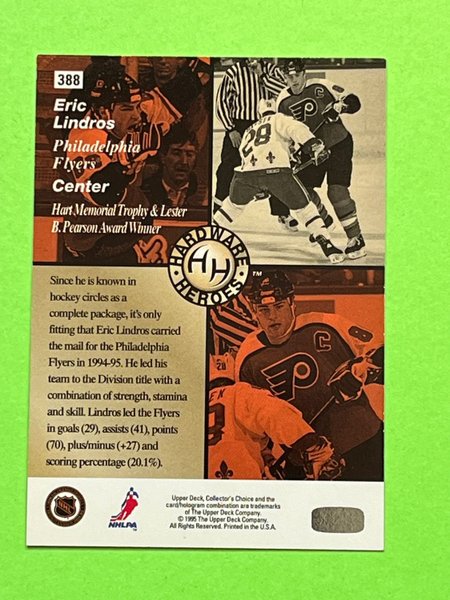 388
Eric
Lindros
Philadelphia
Flyers
Center
Hart Memorial Trophy & Lester
B. Pearson Award Winner
HARDWARE
HH
HEROES
™
28
C
Since he is known in
hockey circles as a
complete package, it's only
fitting that Eric Lindros carried
the mail for the Philadelphia
Flyers in 1994-95. He led his
team to the Division title with a
combination of strength, stamina
and skill. Lindros led the Flyers
in goals (29), assists (41), points
(70), plus/minus (+27) and
scoring percentage (20.1%).
C
8
20
NHLPA
Upper Deck, Collector's Choice and the
card/hologram combination are trademarks
of The Upper Deck Company.
© 1995 The Upper Deck Company.
All Rights Reserved. Printed in the U.S.A.